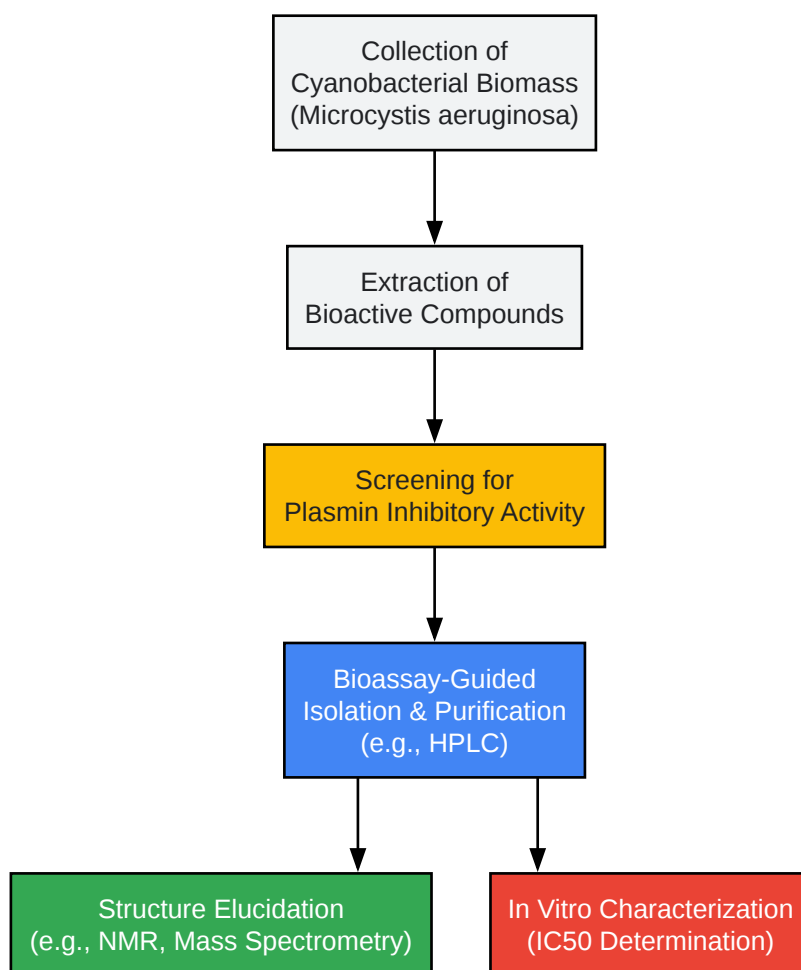 Collection of
Cyanobacterial Biomass
(Microcystis aeruginosa)
Extraction of
Bioactive Compounds
Screening for
Plasmin Inhibitory Activity
Bioassay-Guided
Isolation & Purification
(e.g., HPLC)
Structure Elucidation
(e.g., NMR, Mass Spectrometry)
In Vitro Characterization
(IC50 Determination)